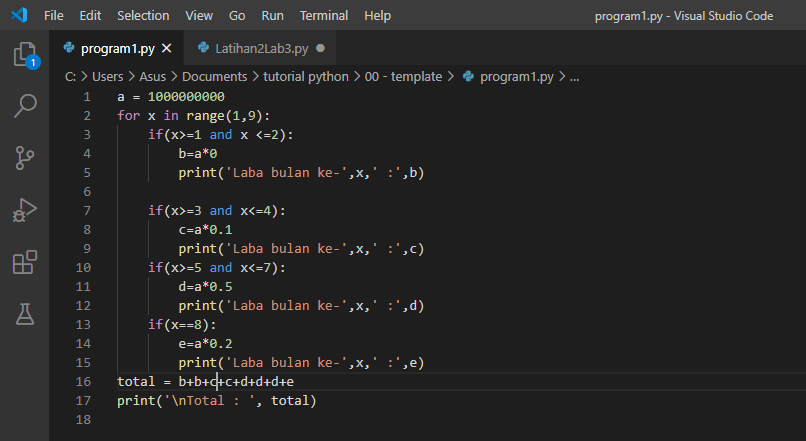 File Edit Selection View Go Run Terminal Help program1.py - Visual Studio Code
program1.py Latihan2Lab3.py
1
C: > Users > Asus > Documents > tutorial python > 00 - template > program1.py > ...
1 a = 1000000000
2 for x in range(1,9):
3     if(x>=1 and x <=2):
4         b=a*0
5         print('Laba bulan ke-',x,' :',b)
6
7     if(x>=3 and x<=4):
8         c=a*0.1
9         print('Laba bulan ke-',x,' :',c)
10     if(x>=5 and x<=7):
11         d=a*0.5
12         print('Laba bulan ke-',x,' :',d)
13     if(x==8):
14         e=a*0.2
15         print('Laba bulan ke-',x,' :',e)
16 total = b+b+c+c+d+d+d+e
17 print('\nTotal : ', total)
18